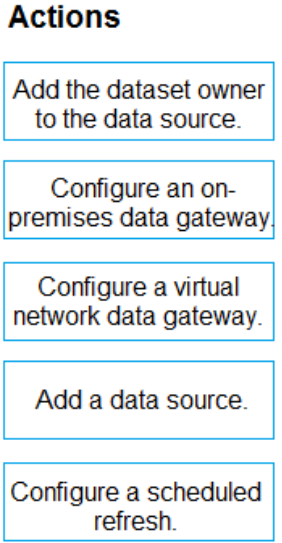 Actions
Add the dataset owner
to the data source.
Configure an on-
premises data gateway.
Configure a virtual
network data gateway.
Add a data source.
Configure a scheduled
refresh.